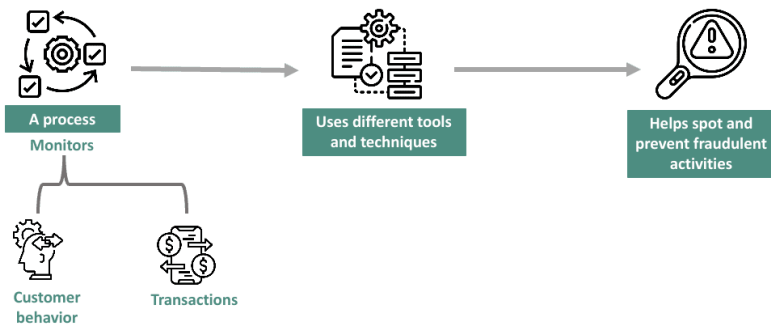 A process
Monitors
Customer
behavior
Transactions
Uses different tools
and techniques
Helps spot and
prevent fraudulent
activities